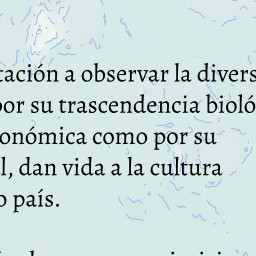 tación a observar la divers
por su trascendencia bioló
onómica como por su
l, dan vida a la cultura
o país.